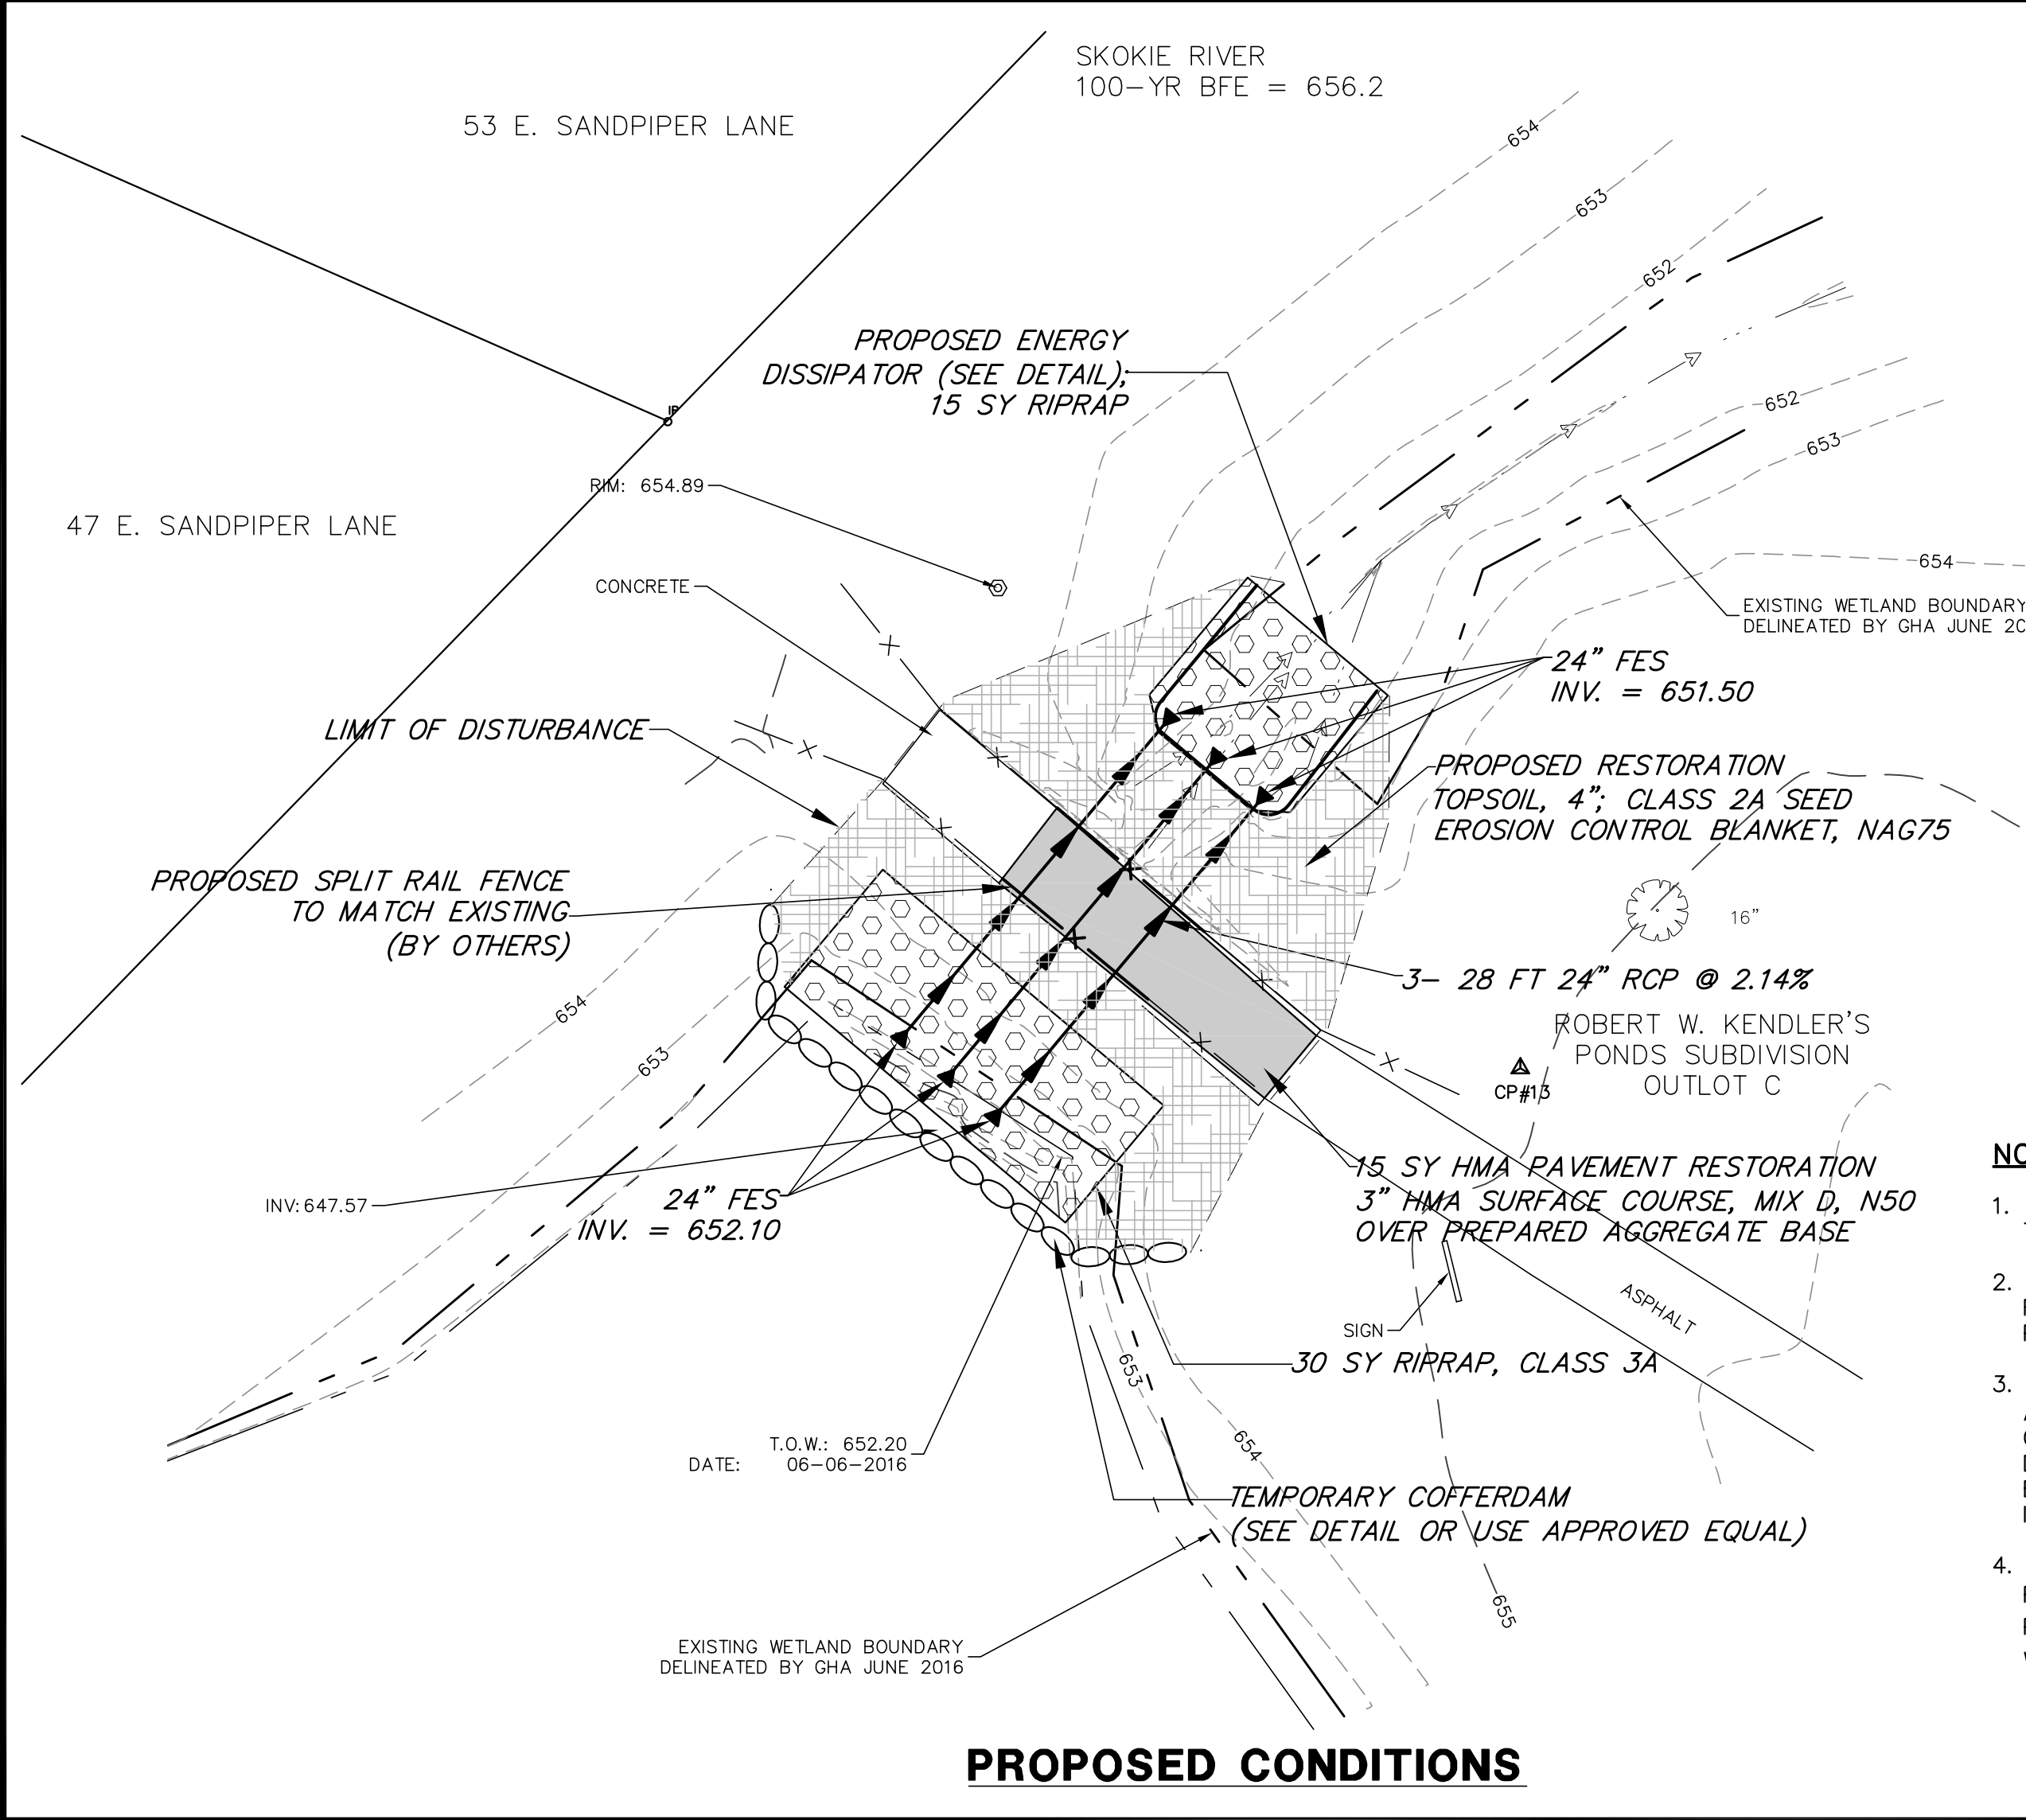 SKOKIE RIVER
100-YR BFE = 656.2
53 E. SANDPIPER LANE
654
653
652
PROPOSED ENERGY
DISSIPATOR (SEE DETAIL),
15 SY RIPRAP
652
IP
653
RIM: 654.89
47 E. SANDPIPER LANE
654
CONCRETE
EXISTING WETLAND BOUNDARY
DELINEATED BY GHA JUNE 20
24" FES
INV. = 651.50
LIMIT OF DISTURBANCE
PROPOSED RESTORATION
TOPSOIL, 4"; CLASS 2A SEED
EROSION CONTROL BLANKET, NAG75
PROPOSED SPLIT RAIL FENCE
TO MATCH EXISTING
(BY OTHERS)
16"
3- 28 FT 24" RCP @ 2.14%
654
653
ROBERT W. KENDLER'S
PONDS SUBDIVISION
OUTLOT C
CP#13
15 SY HMA PAVEMENT RESTORATION
3" HMA SURFACE COURSE, MIX D, N50
OVER PREPARED AGGREGATE BASE
INV: 647.57
24" FES
INV. = 652.10
NO
1.
2.
3.
4.
SIGN
ASPHALT
30 SY RIPRAP, CLASS 3A
653
654
T.O.W.: 652.20
DATE: 06-06-2016
TEMPORARY COFFERDAM
(SEE DETAIL OR USE APPROVED EQUAL)
655
EXISTING WETLAND BOUNDARY
DELINEATED BY GHA JUNE 2016
PROPOSED CONDITIONS